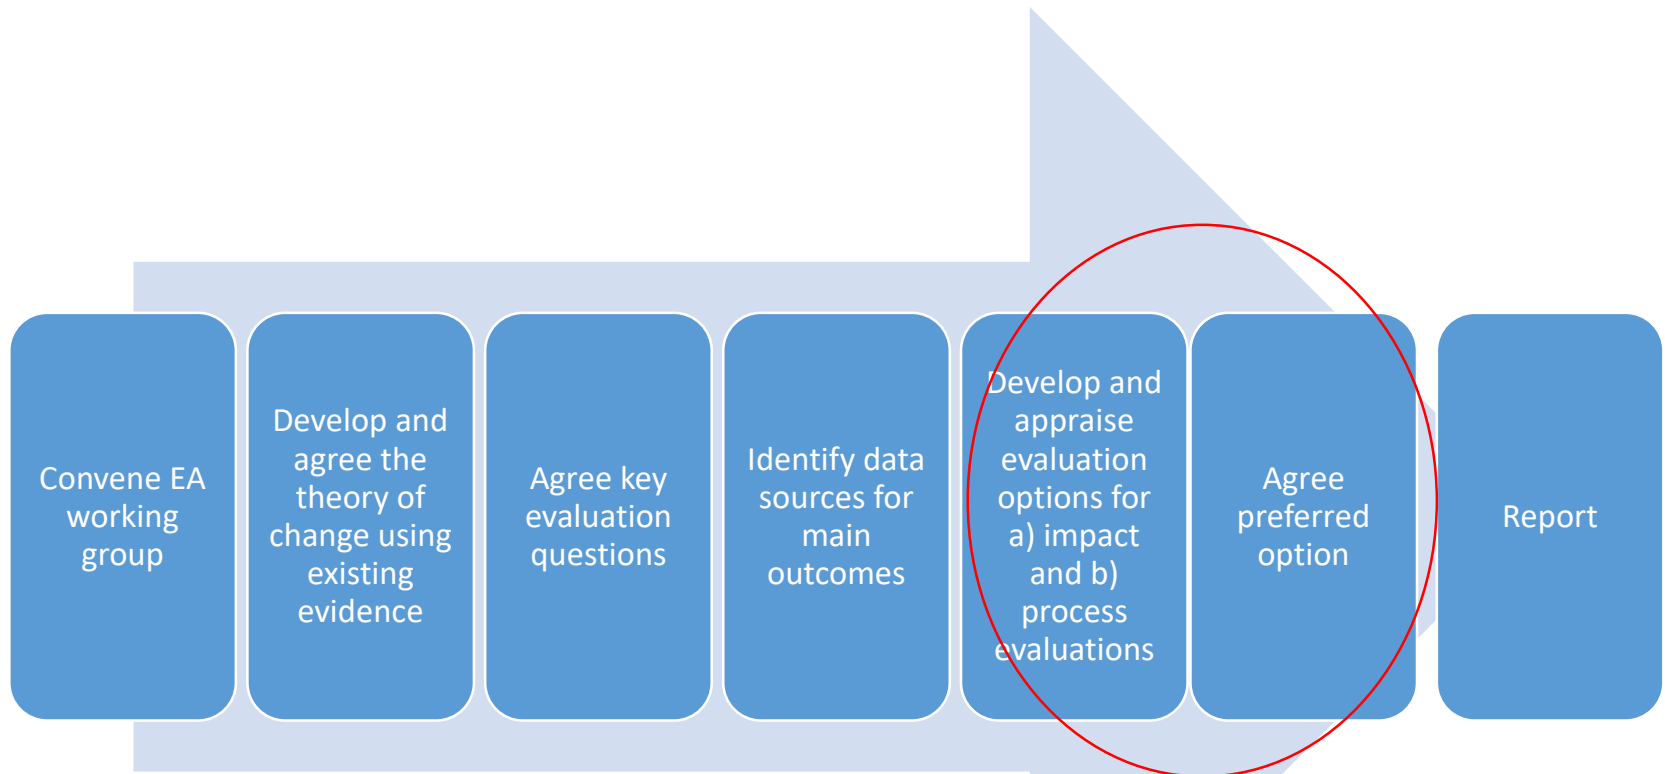 Convene EA
working
group
Develop and
agree the
theory of
change using
existing
evidence
Agree key
evaluation
questions
Identify data
sources for
main
outcomes
Develop and
appraise
evaluation
options for
a) impact
and b)
process
evaluations
Agree
preferred
option
Report